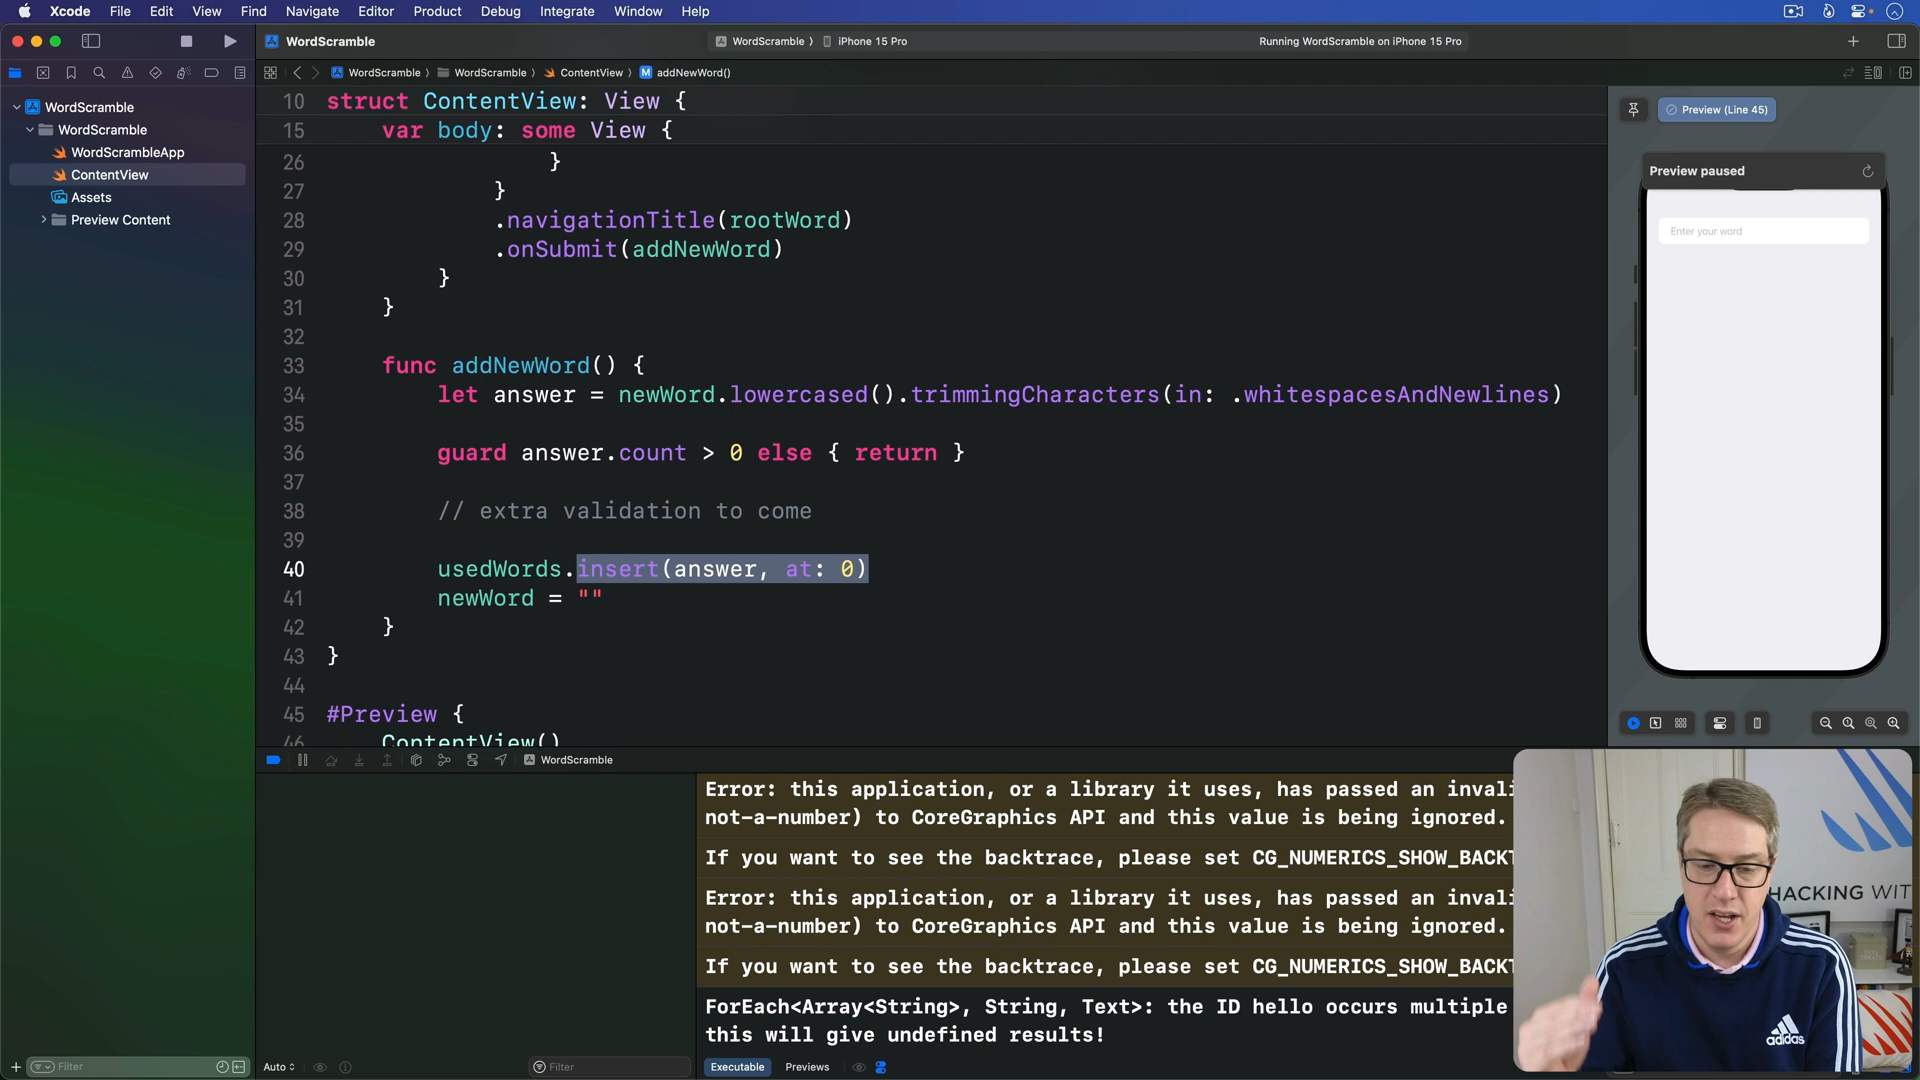 Xcode File Edit View Find Navigate Editor Product Debug Integrate Window Help
WordScramble
WordScramble 〉 iPhone 15 Pro
Running WordScramble on iPhone 15 Pro
WordScramble 〉 WordScramble 〉 ContentView 〉 M addNewWord()
WordScramble
WordScramble
WordScrambleApp
ContentView
Assets
Preview Content
10 struct ContentView: View {
15 var body: some View {
26 }
27 }
28 .navigationTitle(rootWord)
29 .onSubmit(addNewWord)
30 }
31 }
32
33 func addNewWord() {
34 let answer = newWord.lowercased().trimmingCharacters(in: .whitespacesAndNewlines)
35
36 guard answer.count > 0 else { return }
37
38 // extra validation to come
39
40 usedWords.insert(answer, at: 0)
41 newWord = ""
42 }
43 }
44
45 #Preview {
46 ContentView()
Preview (Line 45)
Preview paused
Enter your word
WordScramble
Error: this application, or a library it uses, has passed an invali
not-a-number) to CoreGraphics API and this value is being ignored.
If you want to see the backtrace, please set CG_NUMERICS_SHOW_BACKT
Error: this application, or a library it uses, has passed an invali
not-a-number) to CoreGraphics API and this value is being ignored.
If you want to see the backtrace, please set CG_NUMERICS_SHOW_BACKT
ForEach<Array<String>, String, Text>: the ID hello occurs multiple
this will give undefined results!
Filter
Auto
Filter
Executable Previews
HACKING WIT
adidas